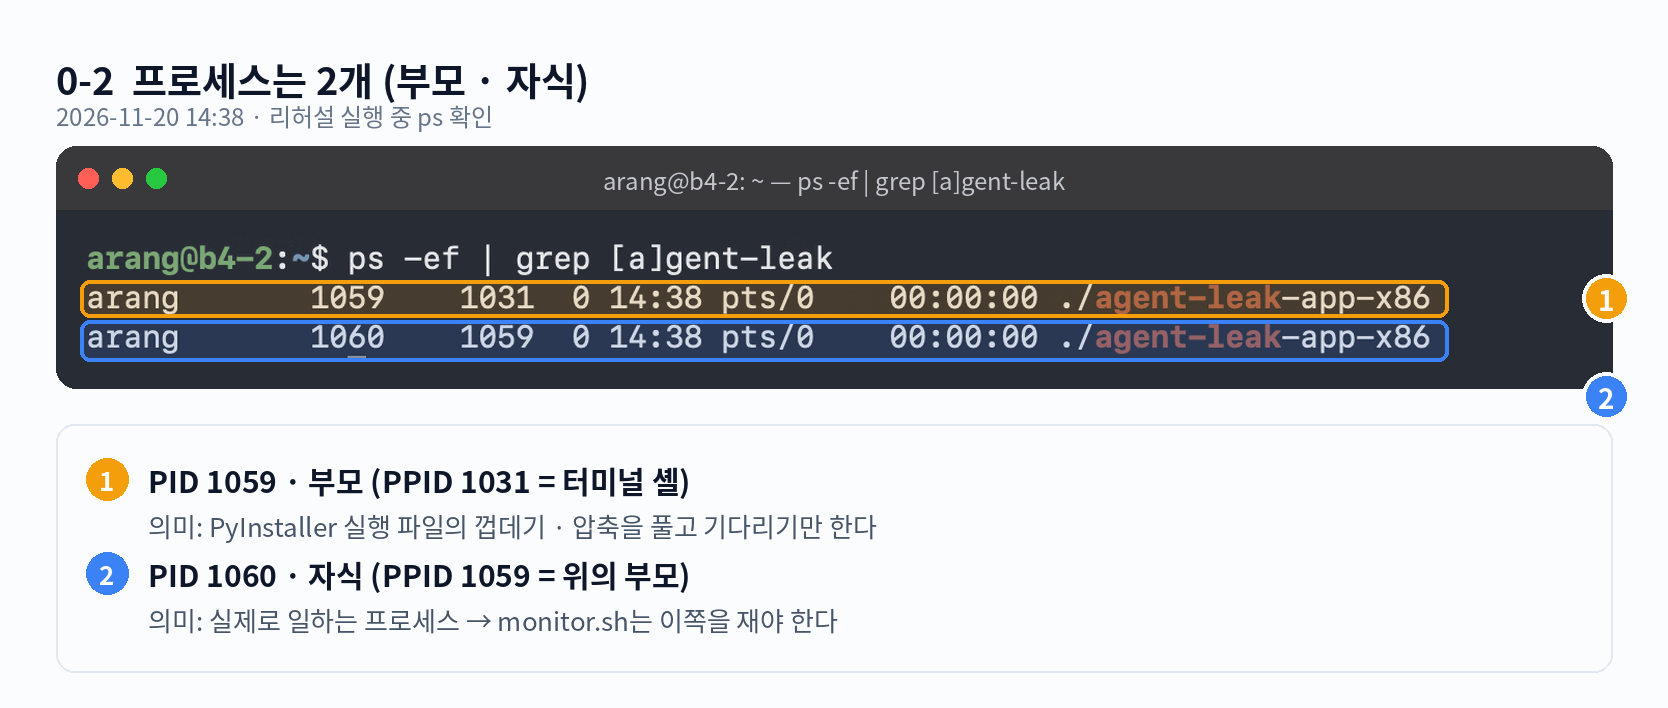 0-2 프로세스는 2개 (부모 · 자식)
2026-11-20 14:38 · 리허설 실행 중 ps 확인
arang@b4-2: ~ — ps -ef | grep [a]gent-leak
arang@b4-2:~$ ps -ef | grep [a]gent-leak
arang 1059 1031 0 14:38 pts/0 00:00:00 ./agent-leak-app-x86
1
arang 1060 1059 0 14:38 pts/0 00:00:00 ./agent-leak-app-x86
2
1 PID 1059 · 부모 (PPID 1031 = 터미널 셸)
의미: PyInstaller 실행 파일의 껍데기 · 압축을 풀고 기다리기만 한다
2 PID 1060 · 자식 (PPID 1059 = 위의 부모)
의미: 실제로 일하는 프로세스 → monitor.sh는 이쪽을 재야 한다